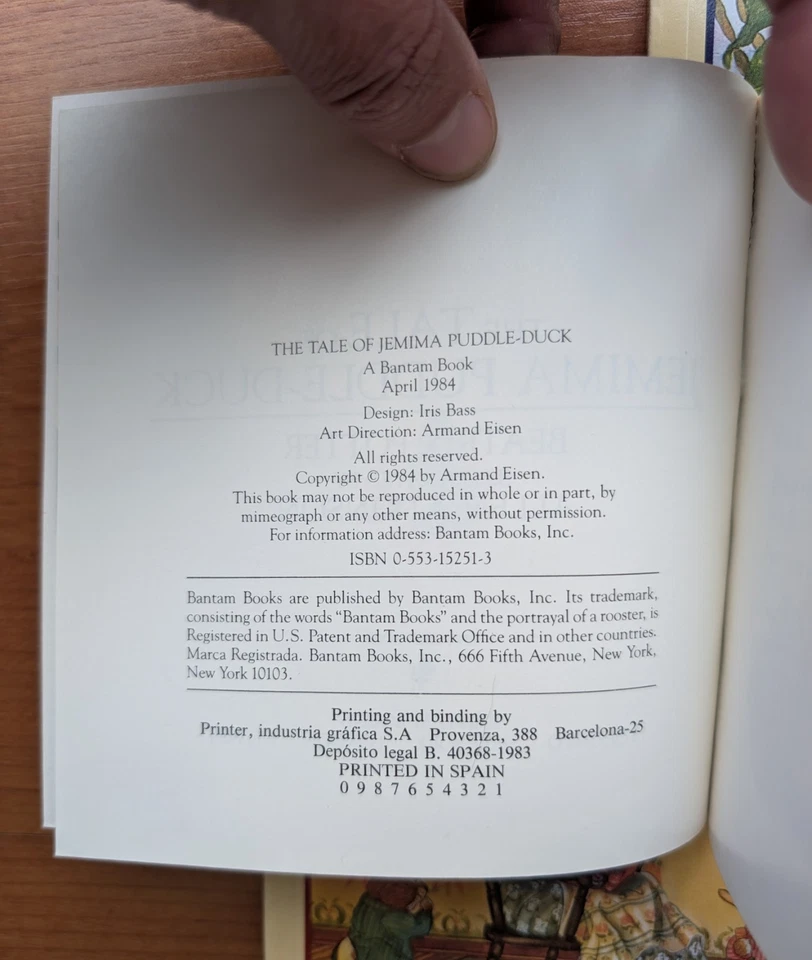 THE TALE OF JEMIMA PUDDLE-DUCK
A Bantam Book
April 1984
Design: Iris Bass
Art Direction: Armand Eisen
All rights reserved.
Copyright © 1984 by Armand Eisen.
This book may not be reproduced in whole or in part, by
mimeograph or any other means, without permission.
For information address: Bantam Books, Inc.
ISBN 0-553-15251-3
Bantam Books are published by Bantam Books, Inc. Its trademark,
consisting of the words “Bantam Books” and the portrayal of a rooster, is
Registered in U.S. Patent and Trademark Office and in other countries.
Marca Registrada. Bantam Books, Inc., 666 Fifth Avenue, New York,
New York 10103.
Printing and binding by
Printer, industria gráfica S.A Provenza, 388 Barcelona-25
Depósito legal B. 40368-1983
PRINTED IN SPAIN
0 9 8 7 6 5 4 3 2 1